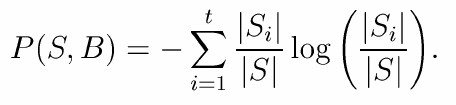 P(S, B) = - \sum_{i=1}^{t} \frac{|S_i|}{|S|} \log \left( \frac{|S_i|}{|S|} \right).